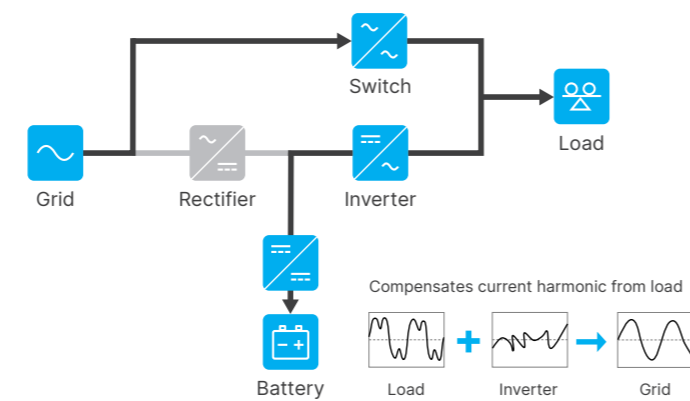 Switch
Load
Grid
Rectifier
Inverter
Compensates current harmonic from load
Battery
Load
Inverter
Grid